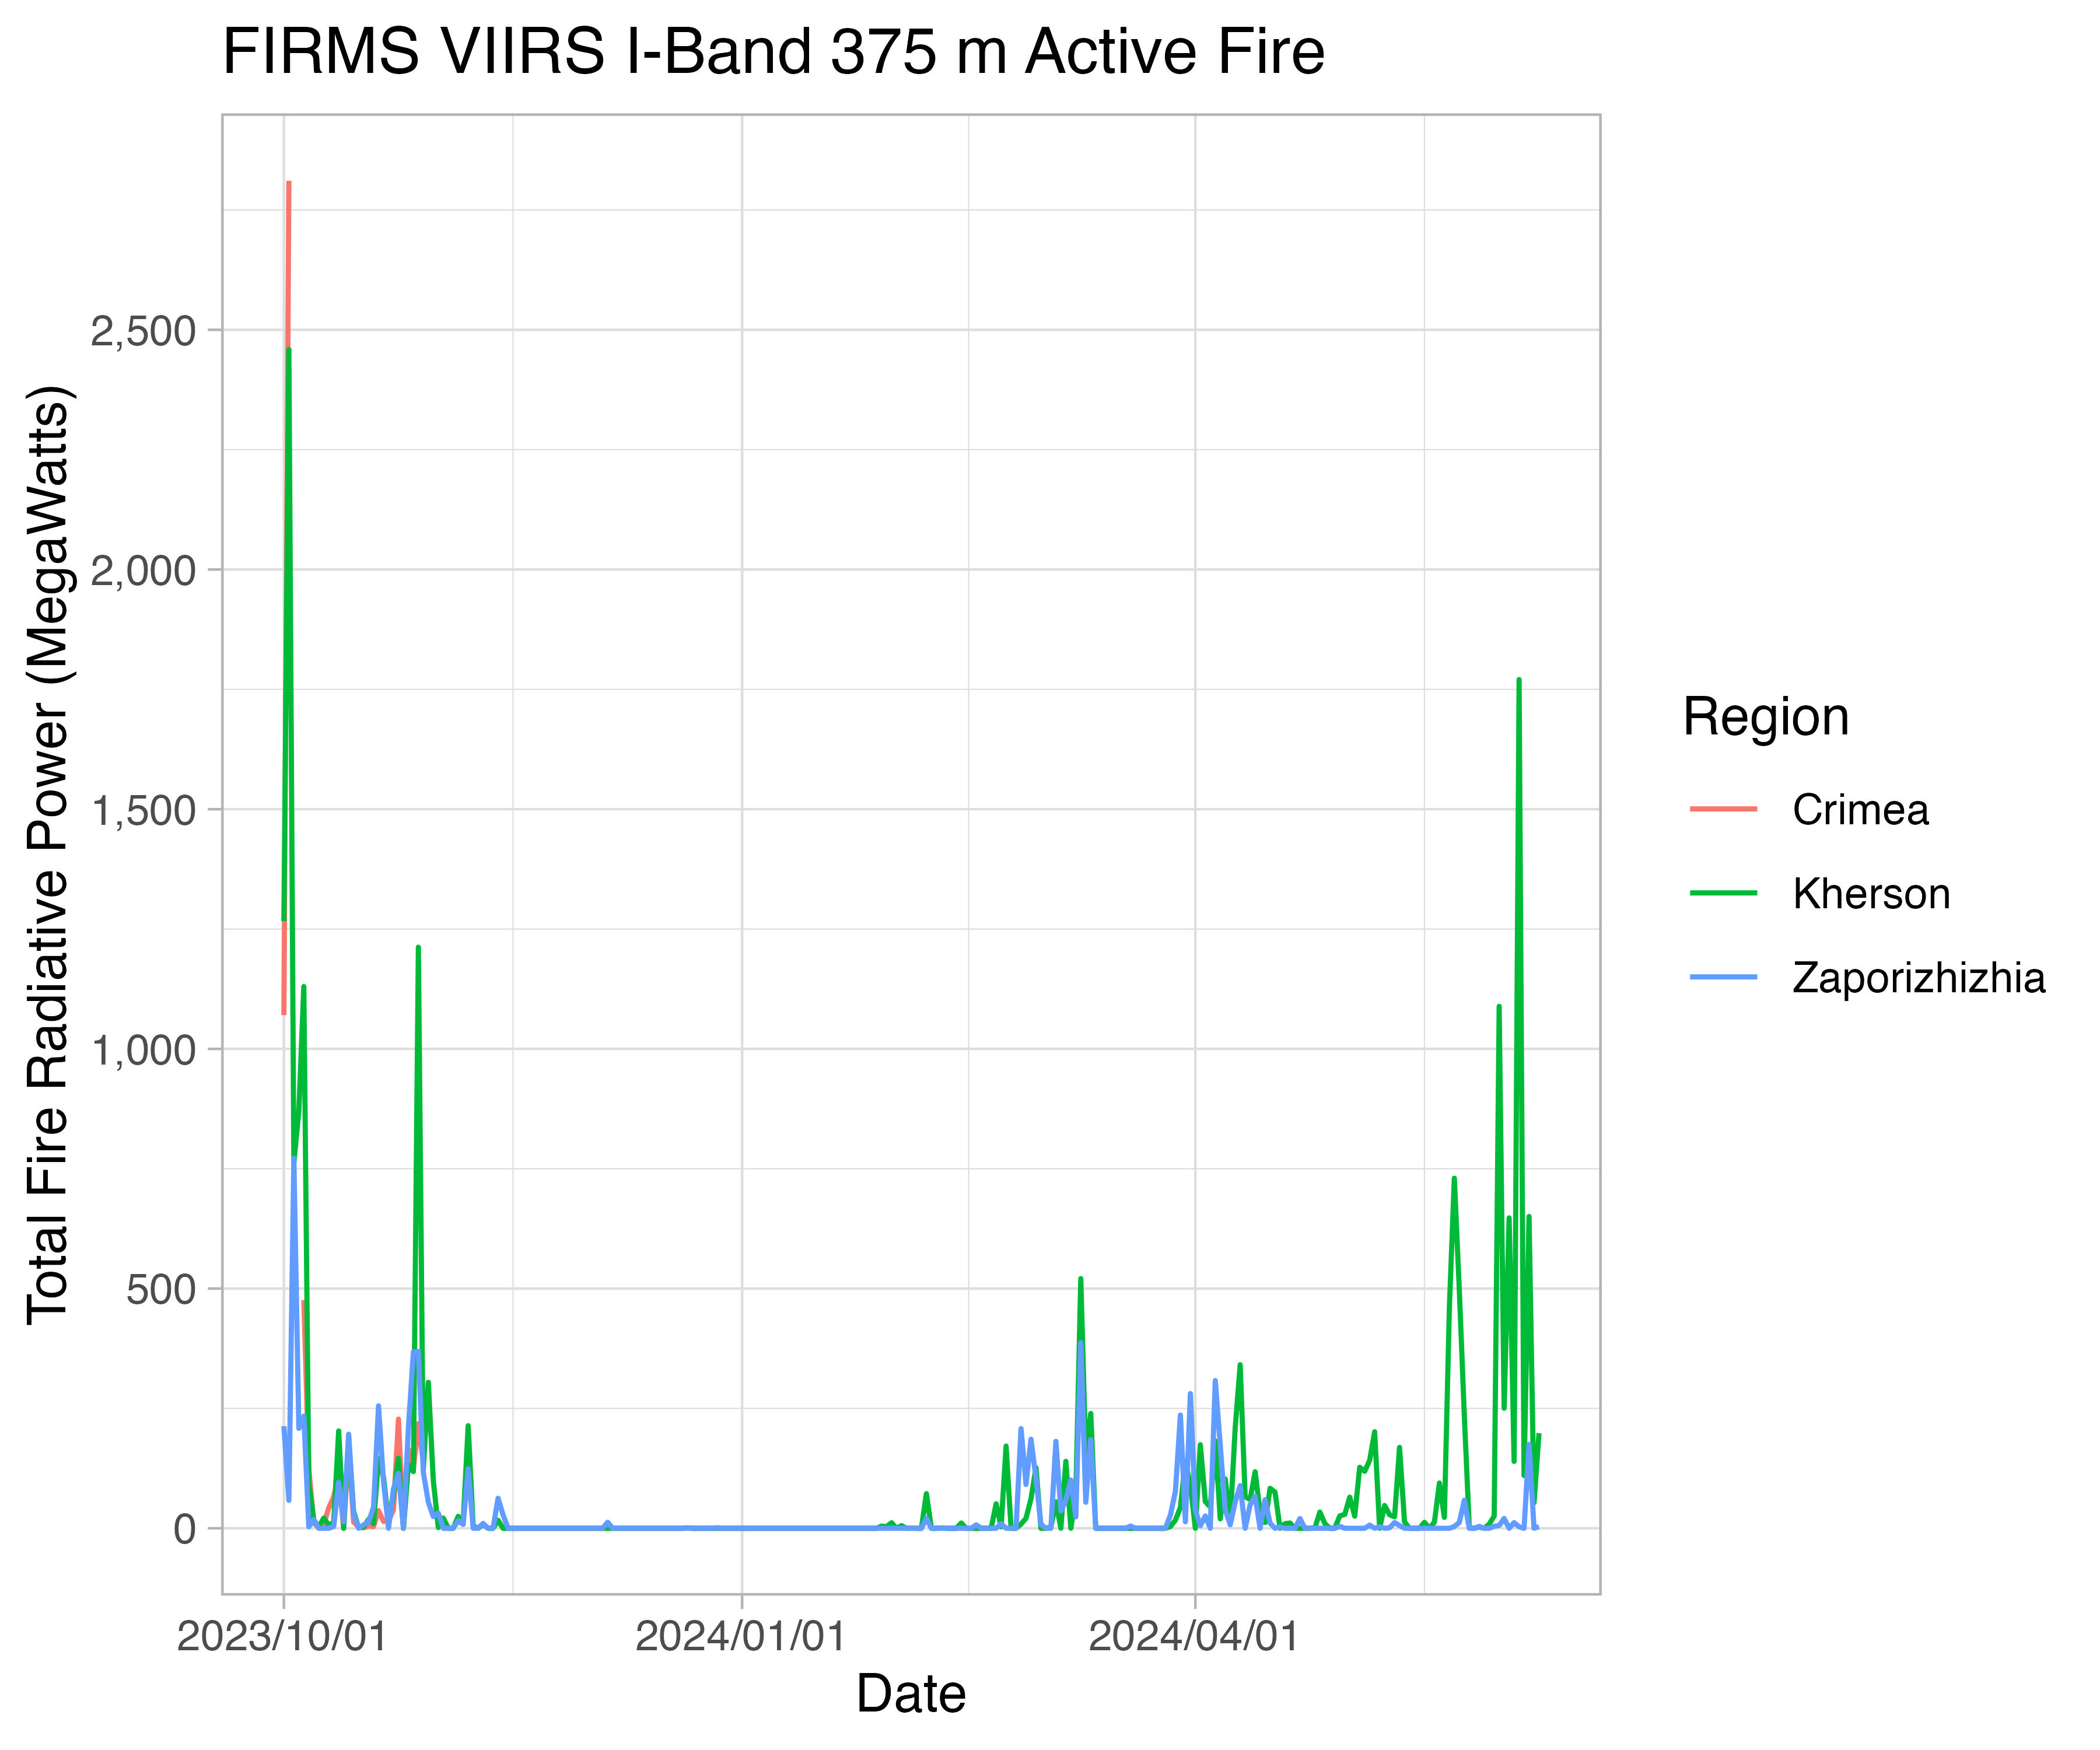 FIRMS VIIRS I-Band 375 m Active Fire
Total Fire Radiative Power (MegaWatts)
2,500
2,000
1,500
1,000
500
0
2023/10/01
2024/01/01
2024/04/01
Date
Region
Crimea
Kherson
Zaporizhizhia